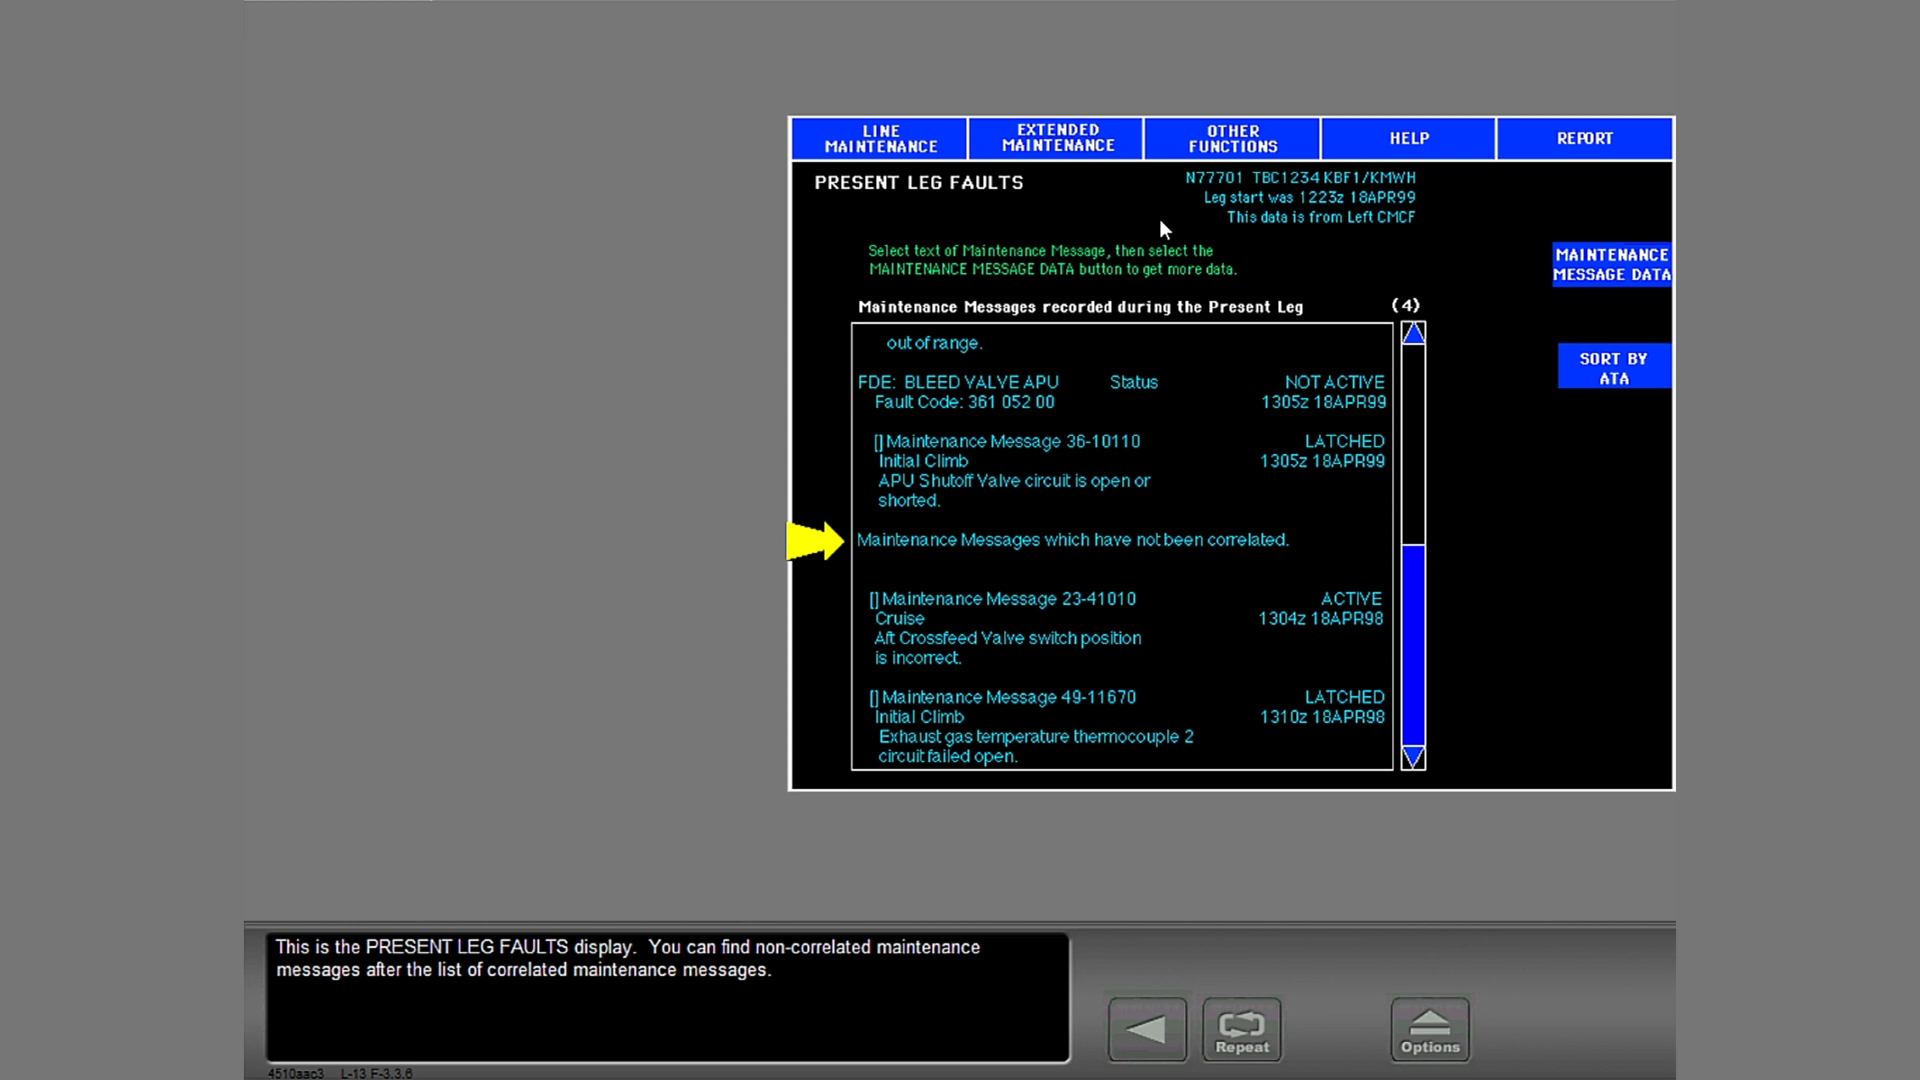 LINE
MAINTENANCE
EXTENDED
MAINTENANCE
OTHER
FUNCTIONS
HELP
REPORT
PRESENT LEG FAULTS
N77701 TBC1234 KBF1/KMWH
Leg start was 1223z 18APR99
This data is from Left CMCF
Select text of Maintenance Message, then select the
MAINTENANCE MESSAGE DATA button to get more data.
MAINTENANCE
MESSAGE DATA
Maintenance Messages recorded during the Present Leg (4)
out of range.
SORT BY
ATA
FDE: BLEED VALVE APU Status NOT ACTIVE
Fault Code: 361 052 00 1305z 18APR99
[] Maintenance Message 36-10110 LATCHED
Initial Climb 1305z 18APR99
APU Shutoff Valve circuit is open or
shorted.
Maintenance Messages which have not been correlated.
[] Maintenance Message 23-41010 ACTIVE
Cruise 1304z 18APR98
Aft Crossfeed Valve switch position
is incorrect.
[] Maintenance Message 49-11670 LATCHED
Initial Climb 1310z 18APR98
Exhaust gas temperature thermocouple 2
circuit failed open.
This is the PRESENT LEG FAULTS display. You can find non-correlated maintenance
messages after the list of correlated maintenance messages.
Repeat
Options
4510aac3 L-13 F-3.3.6